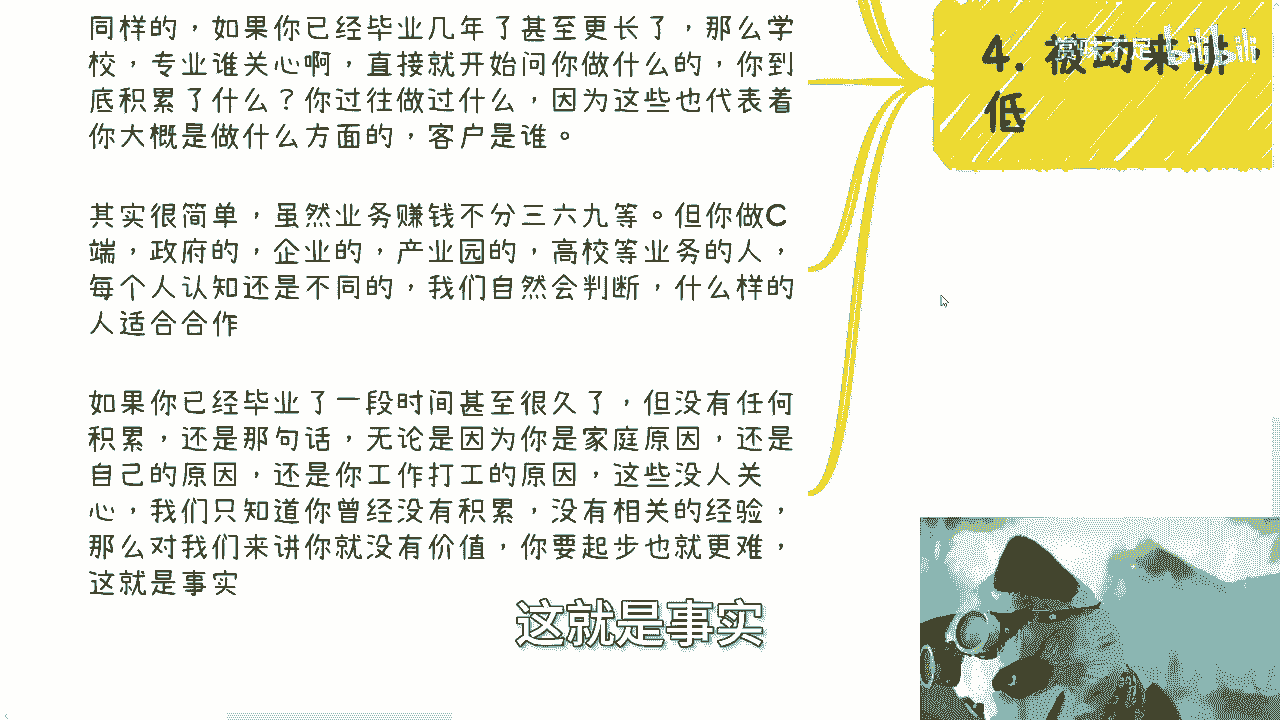 同样的，如果你已经毕业几年了甚至更长了，那么学
校，专业谁关心啊，直接就开始问你做什么的，你到
底积累了什么？你过往做过什么，因为这些也代表着
你大概是做什么方面的，客户是谁。
其实很简单，虽然业务赚钱不分三六九等。但你做C
端，政府的，企业的，产业园的，高校等业务的人，
每个人认知还是不同的，我们自然会判断，什么样的
人适合合作
如果你已经毕业了一段时间甚至很久了，但没有任何
积累，还是那句话，无论是因为你是家庭原因，还是
自己的原因，还是你工作打工的原因，这些没人关
心，我们只知道你曾经没有积累，没有相关的经验，
那么对我们来讲你就没有价值，你要起步也就更难，
这就是事实
4. 被动来讲
低
bilibili
这就是事实